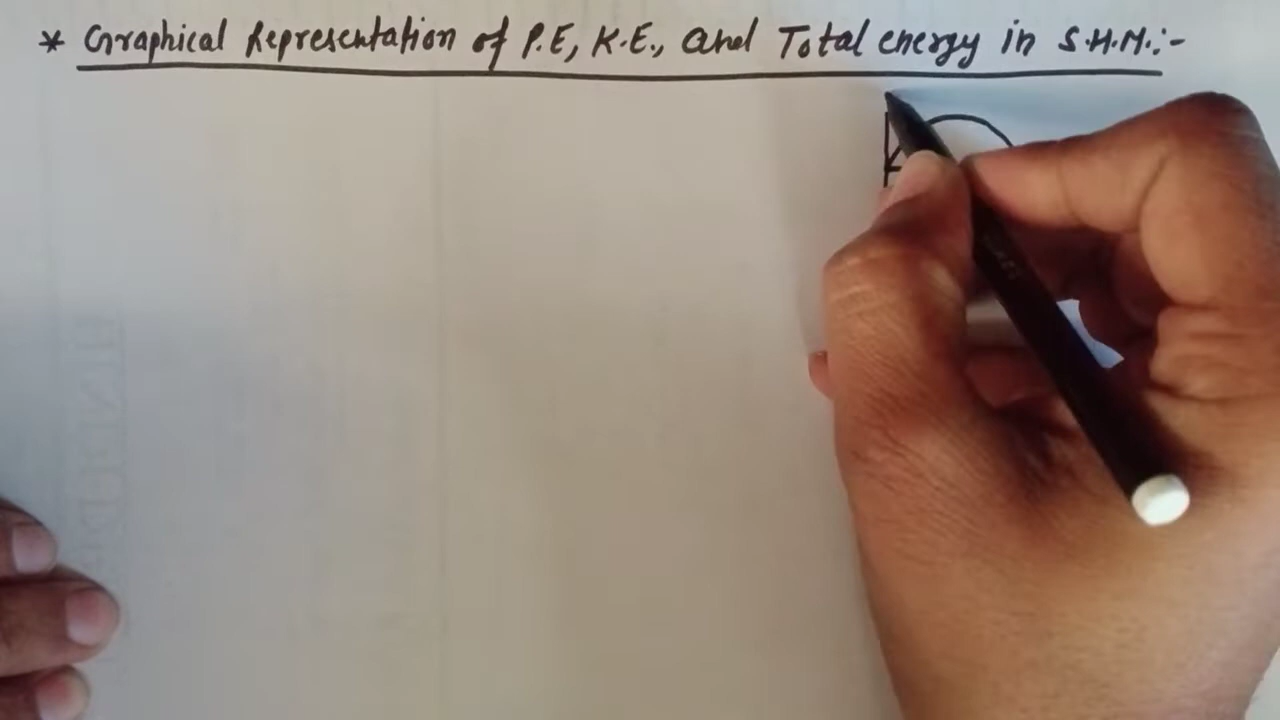 * Graphical Representation of P.E, K.E., and Total energy in S.H.M.:-